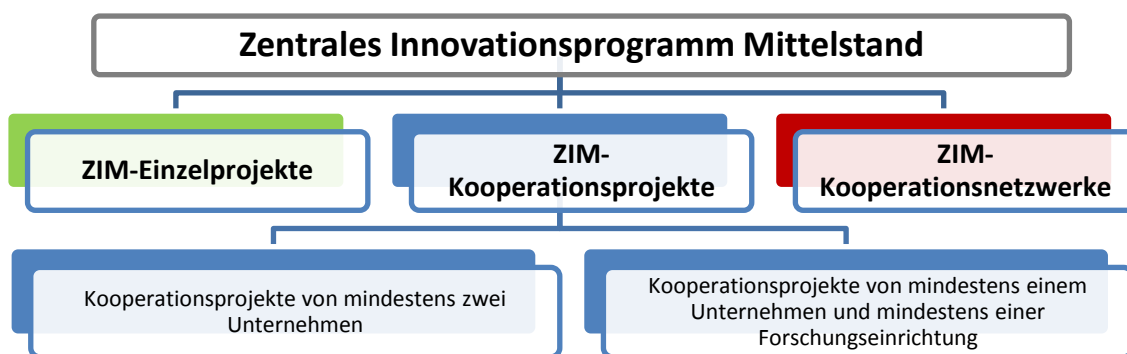 Zentrales Innovationsprogramm Mittelstand
ZIM-Einzelprojekte
ZIM-
Kooperationsprojekte
ZIM-
Kooperationsnetzwerke
Kooperationsprojekte von mindestens zwei
Unternehmen
Kooperationsprojekte von mindestens einem
Unternehmen und mindestens einer
Forschungseinrichtung